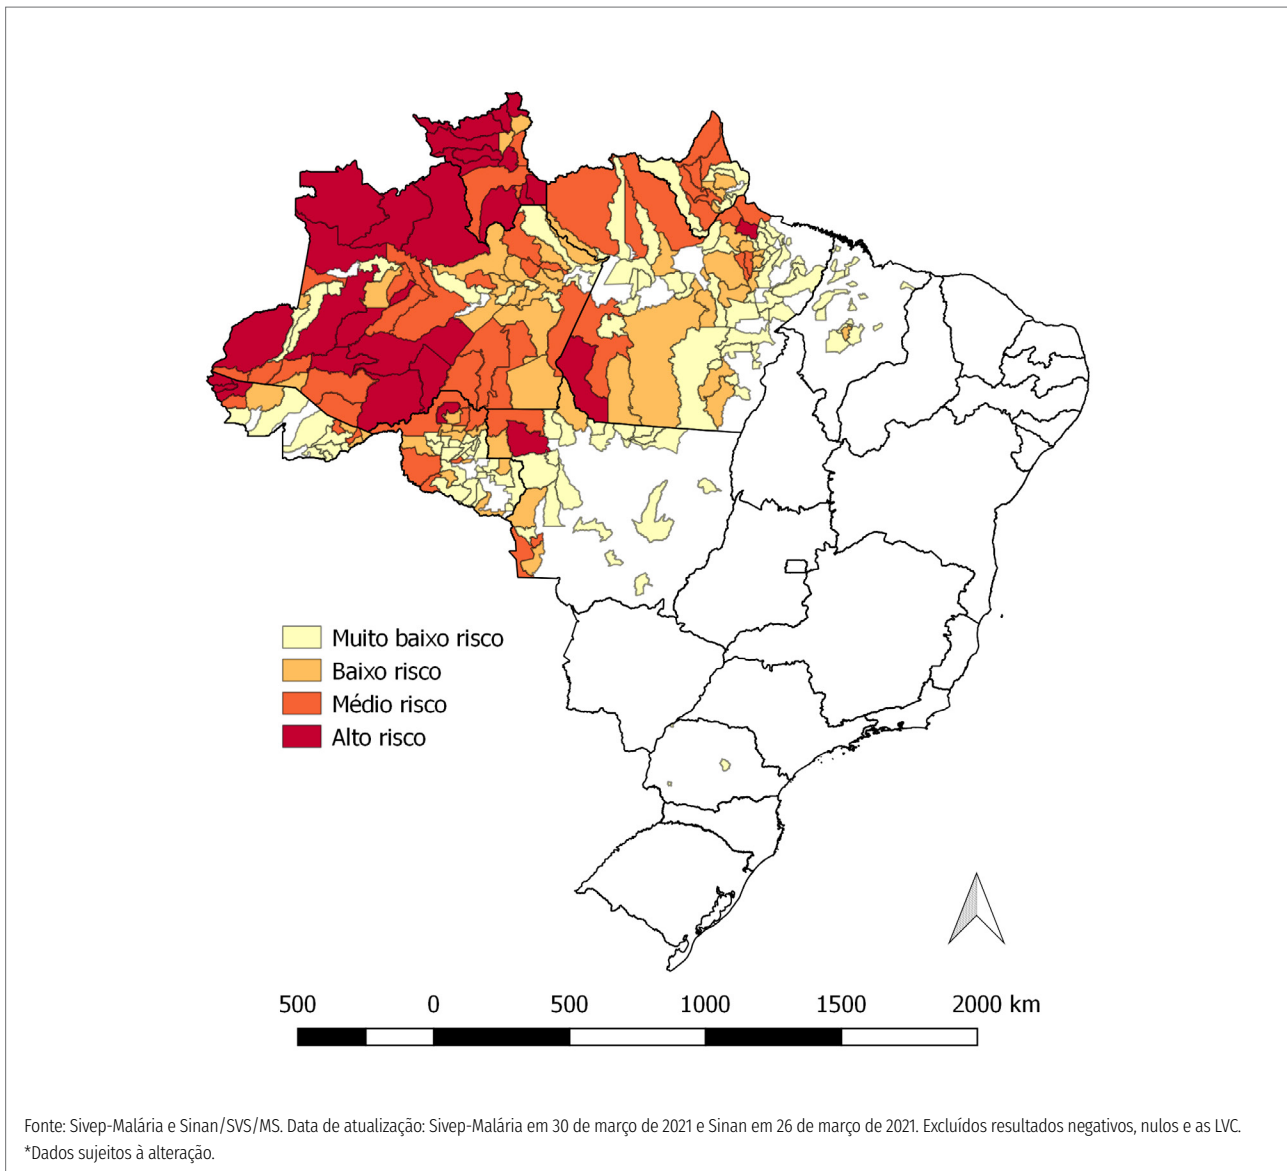 Muito baixo risco
Baixo risco
Médio risco
Alto risco
500 0 500 1000 1500 2000 km
Fonte: Sivep-Malária e Sinan/SVS/MS. Data de atualização: Sivep-Malária em 30 de março de 2021 e Sinan em 26 de março de 2021. Excluídos resultados negativos, nulos e as LVC.
*Dados sujeitos à alteração.